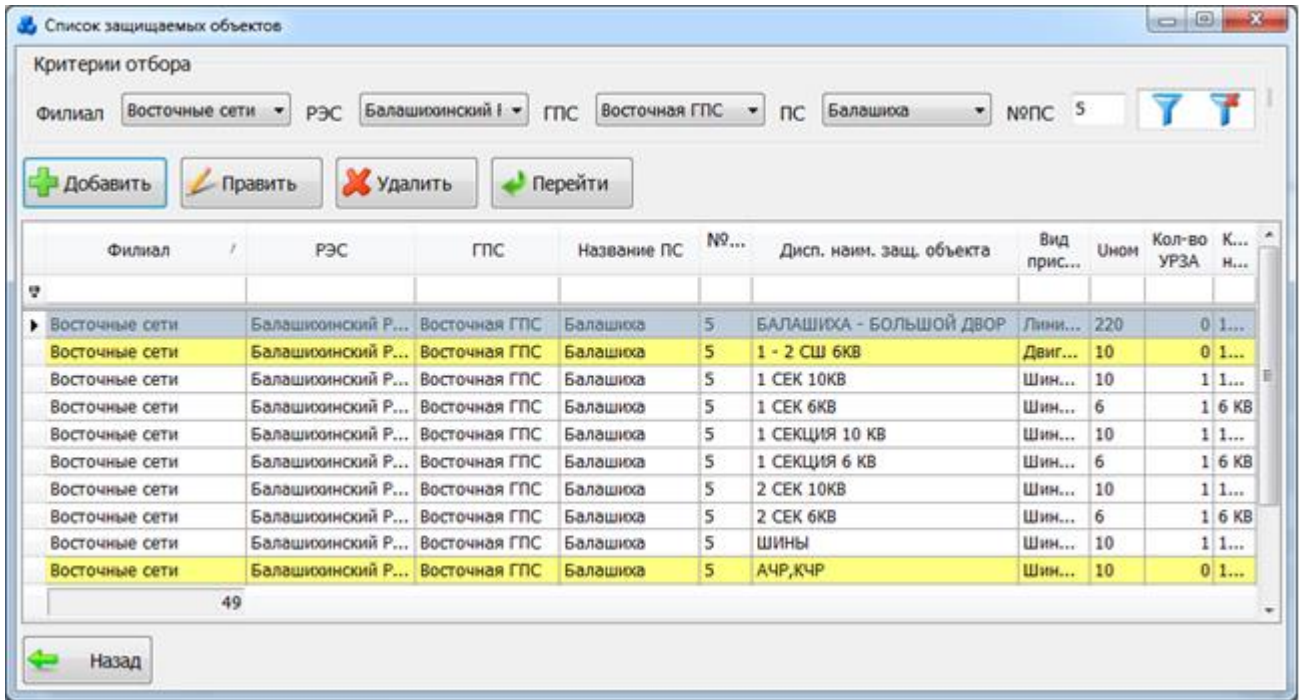 Список защищаемых объектов
Критерии отбора
Филиал Восточные сети РЭС Балашихинский Р ГПС Восточная ГПС ПС Балашиха №ПС 5
Добавить Править Удалить Перейти
Филиал РЭС ГПС Название ПС №... Дисп. наим. защ. объекта Вид прис... Uном Кол-во УРЗА К... н...
Восточные сети Балашихинский Р... Восточная ГПС Балашиха 5 БАЛАШИХА - БОЛЬШОЙ ДВОР Лини... 220 0 1...
Восточные сети Балашихинский Р... Восточная ГПС Балашиха 5 1 - 2 СШ 6КВ Двиг... 10 0 1...
Восточные сети Балашихинский Р... Восточная ГПС Балашиха 5 1 СЕК 10КВ Шин... 10 1 1...
Восточные сети Балашихинский Р... Восточная ГПС Балашиха 5 1 СЕК 6КВ Шин... 6 1 6 КВ
Восточные сети Балашихинский Р... Восточная ГПС Балашиха 5 1 СЕКЦИЯ 10 КВ Шин... 10 1 1...
Восточные сети Балашихинский Р... Восточная ГПС Балашиха 5 1 СЕКЦИЯ 6 КВ Шин... 6 1 6 КВ
Восточные сети Балашихинский Р... Восточная ГПС Балашиха 5 2 СЕК 10КВ Шин... 10 1 1...
Восточные сети Балашихинский Р... Восточная ГПС Балашиха 5 2 СЕК 6КВ Шин... 6 1 6 КВ
Восточные сети Балашихинский Р... Восточная ГПС Балашиха 5 ШИНЫ Шин... 10 1 1...
Восточные сети Балашихинский Р... Восточная ГПС Балашиха 5 АЧР,КЧР Шин... 10 0 1...
49
Назад